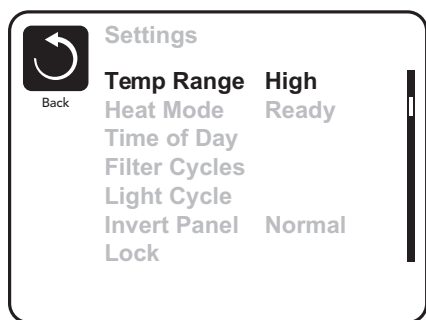 Settings
Back
Temp Range High
Heat Mode Ready
Time of Day
Filter Cycles
Light Cycle
Invert Panel Normal
Lock